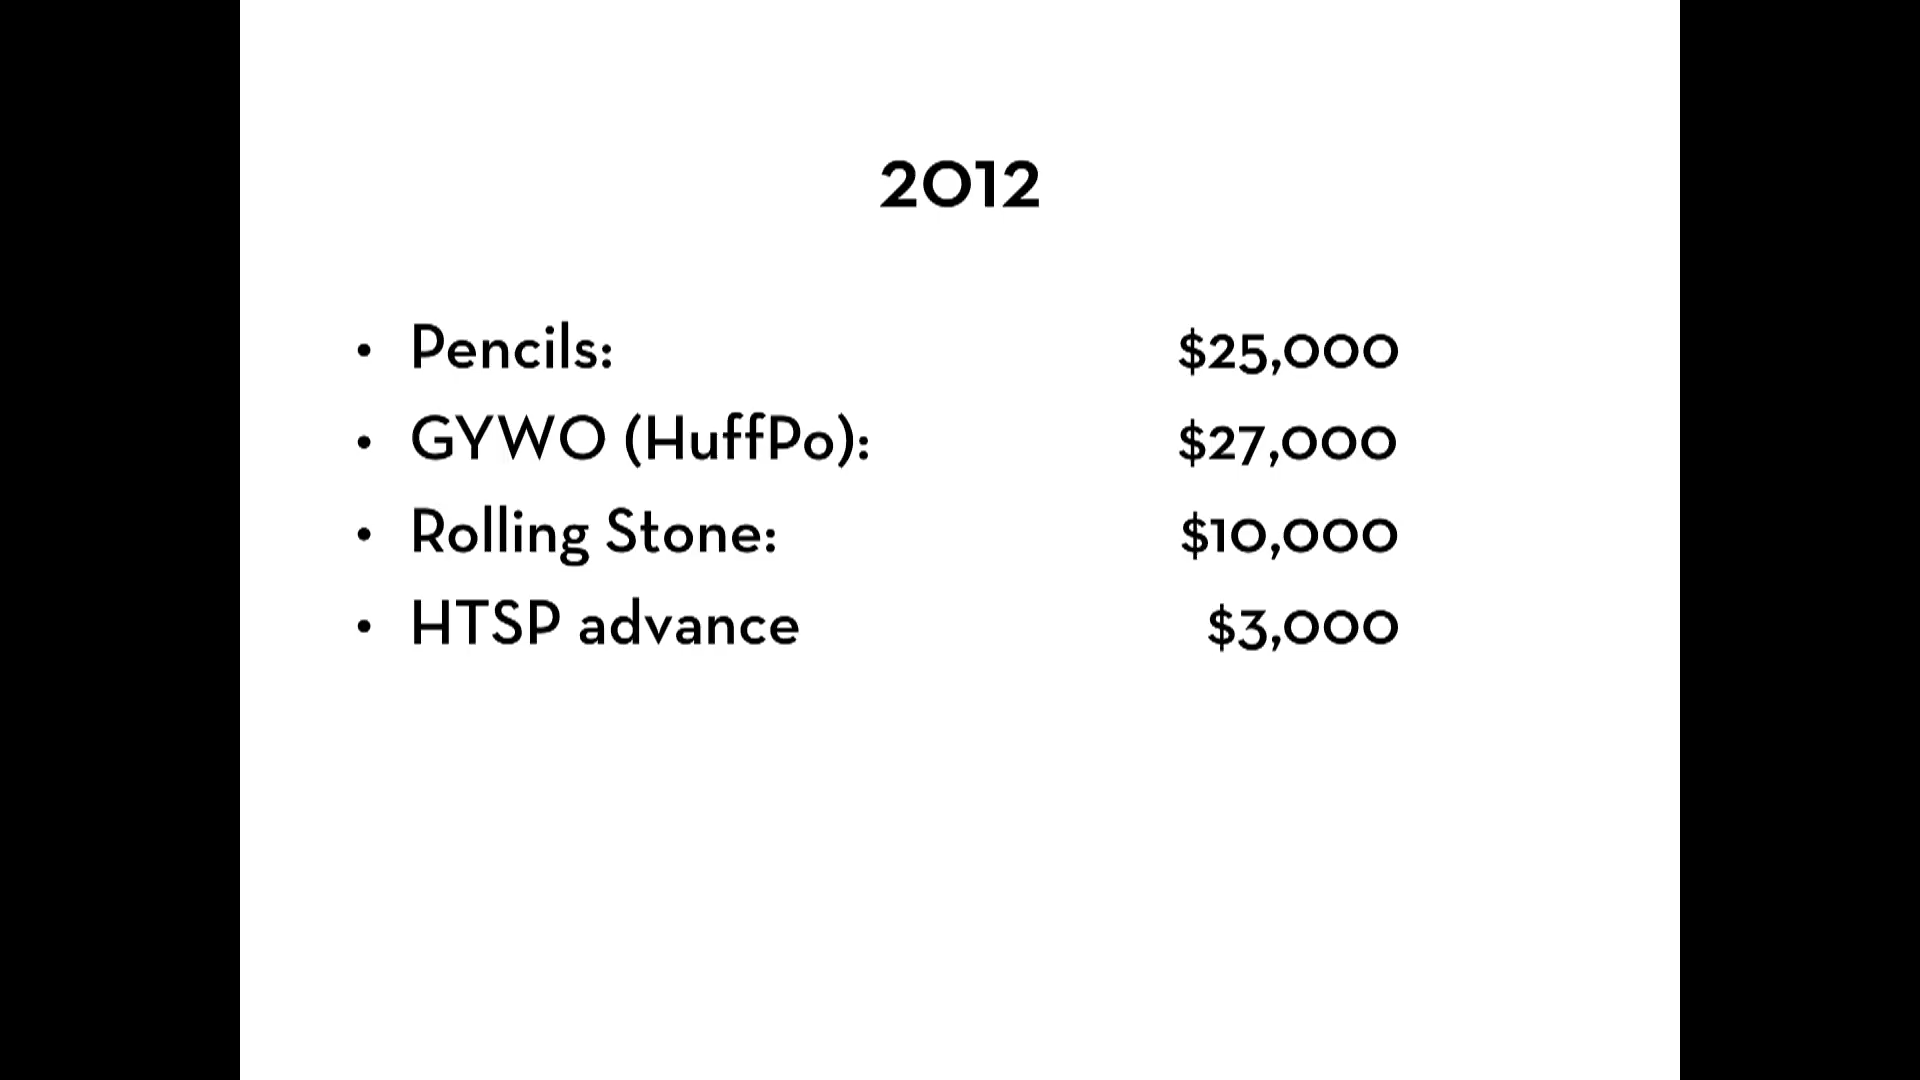 2012
• Pencils: $25,000
• GYWO (HuffPo): $27,000
• Rolling Stone: $10,000
• HTSP advance $3,000